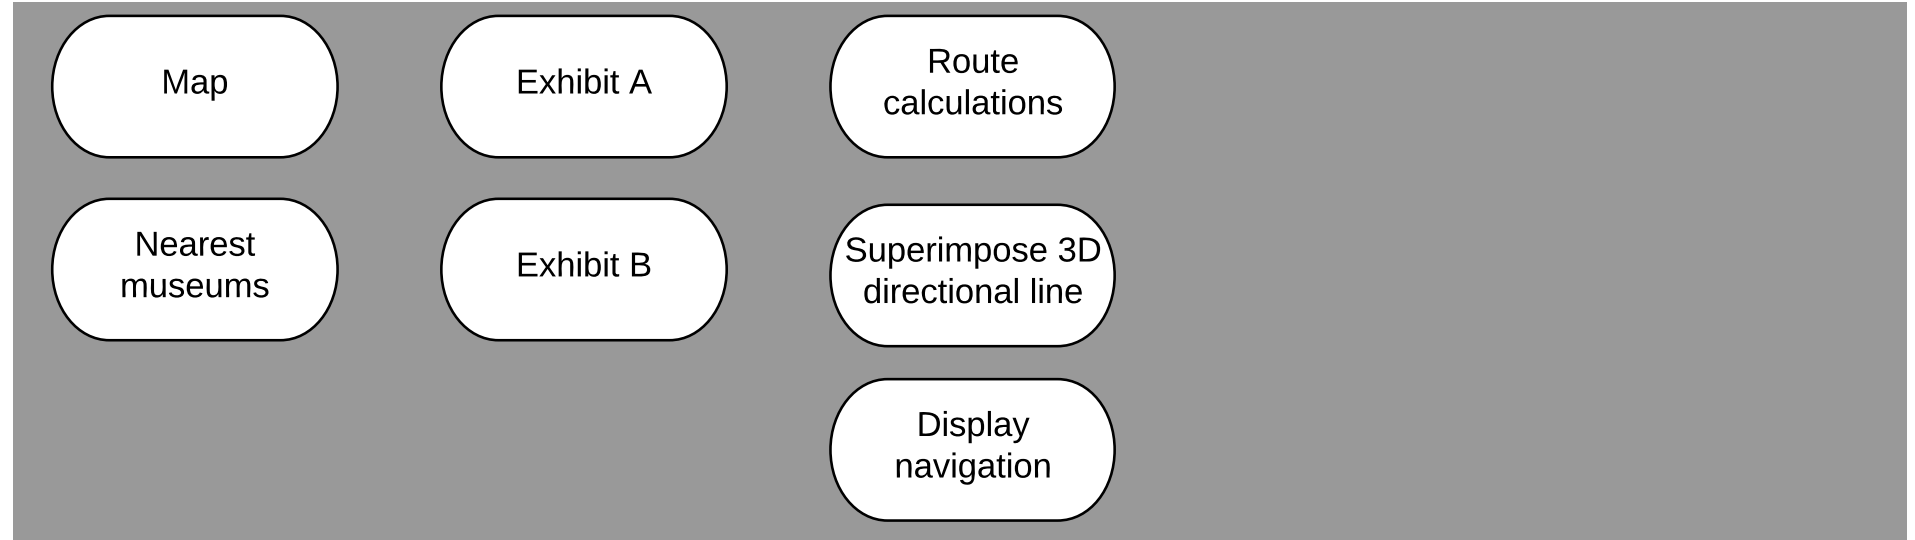 Map
Nearest
museums
Exhibit A
Exhibit B
Route
calculations
Superimpose 3D
directional line
Display
navigation